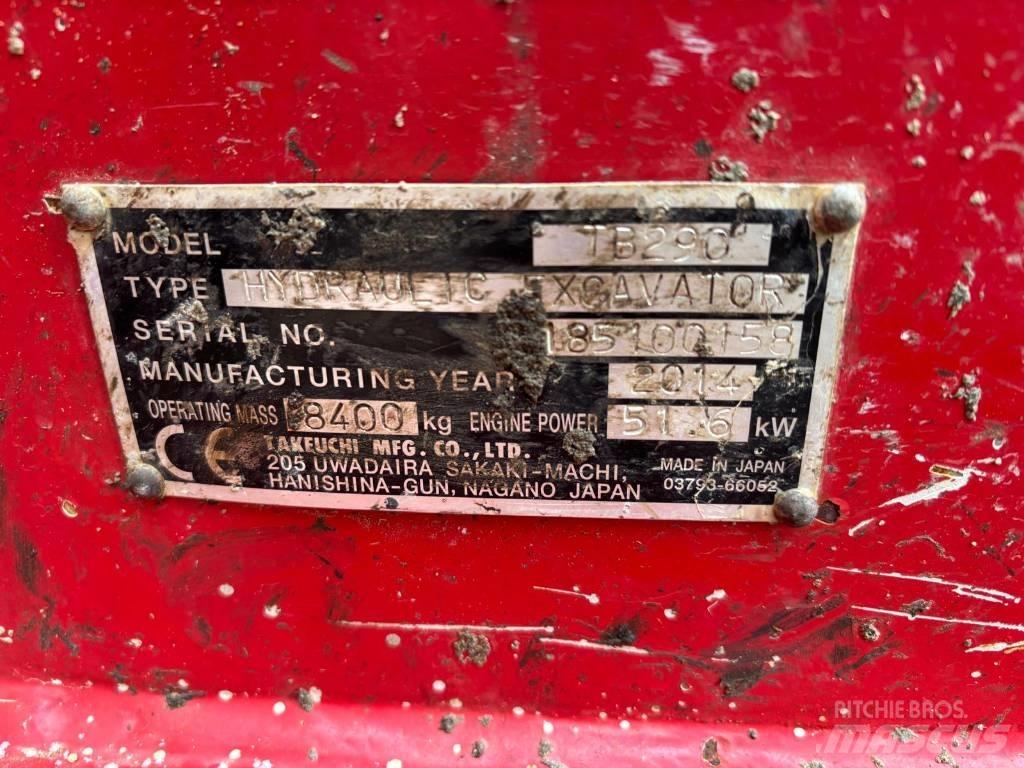 MODEL TB290
TYPE HYDRAULIC EXCAVATOR
SERIAL NO. 185100158
MANUFACTURING YEAR 2014
OPERATING MASS 8400 kg ENGINE POWER 51.6 kW
CE TAKEUCHI MFG. CO., LTD.
205 UWADAIRA SAKAKI-MACHI, MADE IN JAPAN
HANISHINA-GUN, NAGANO JAPAN 03793-66052
RITCHIE BROS.
MASCUS